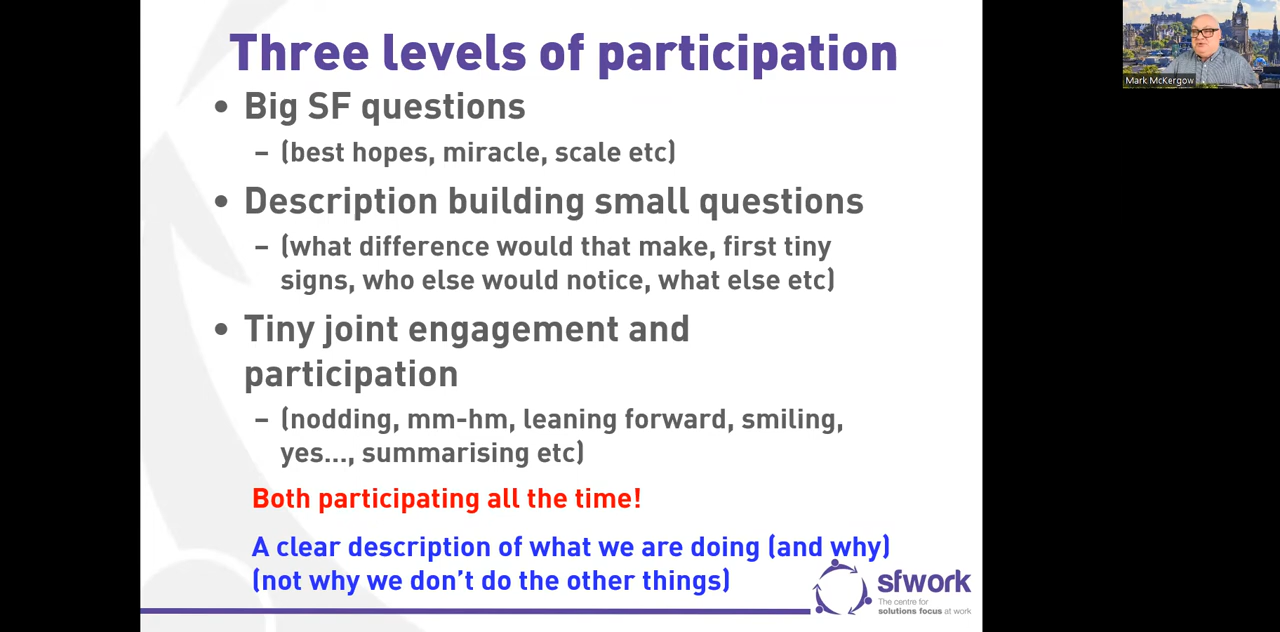 Three levels of participation
• Big SF questions
– (best hopes, miracle, scale etc)
• Description building small questions
– (what difference would that make, first tiny
signs, who else would notice, what else etc)
• Tiny joint engagement and
participation
– (nodding, mm-hm, leaning forward, smiling,
yes..., summarising etc)
Both participating all the time!
A clear description of what we are doing (and why)
(not why we don't do the other things)
sfwork
The centre for
solutions focus at work
Mark McKergow